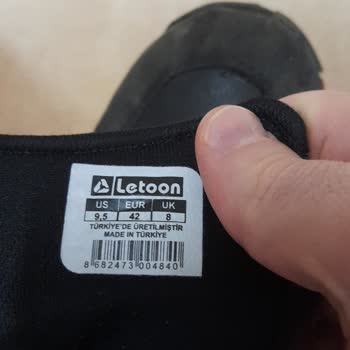 Letoon
US EUR UK
9,5 42 8
TÜRKİYE'DE ÜRETİLMİŞTİR
MADE IN TÜRKİYE
8 682473 004840